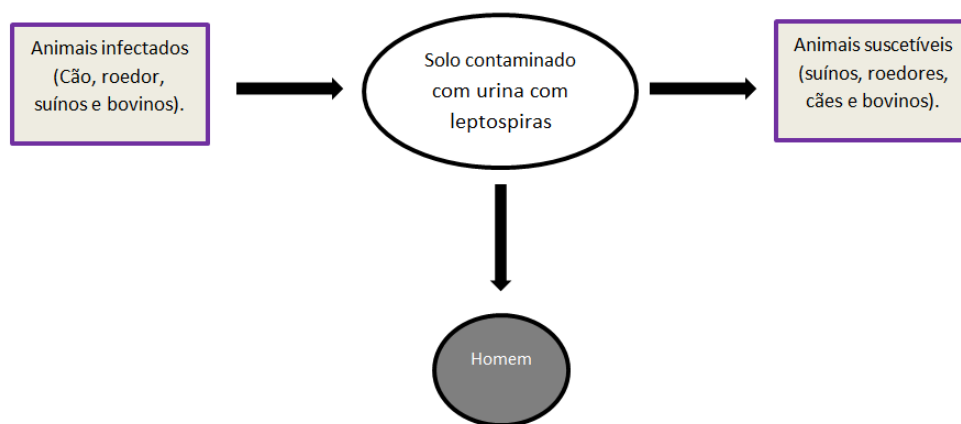 Animais infectados
(Cão, roedor,
suínos e bovinos).
Solo contaminado
com urina com
leptospiras
Animais suscetíveis
(suínos, roedores,
cães e bovinos).
Homem